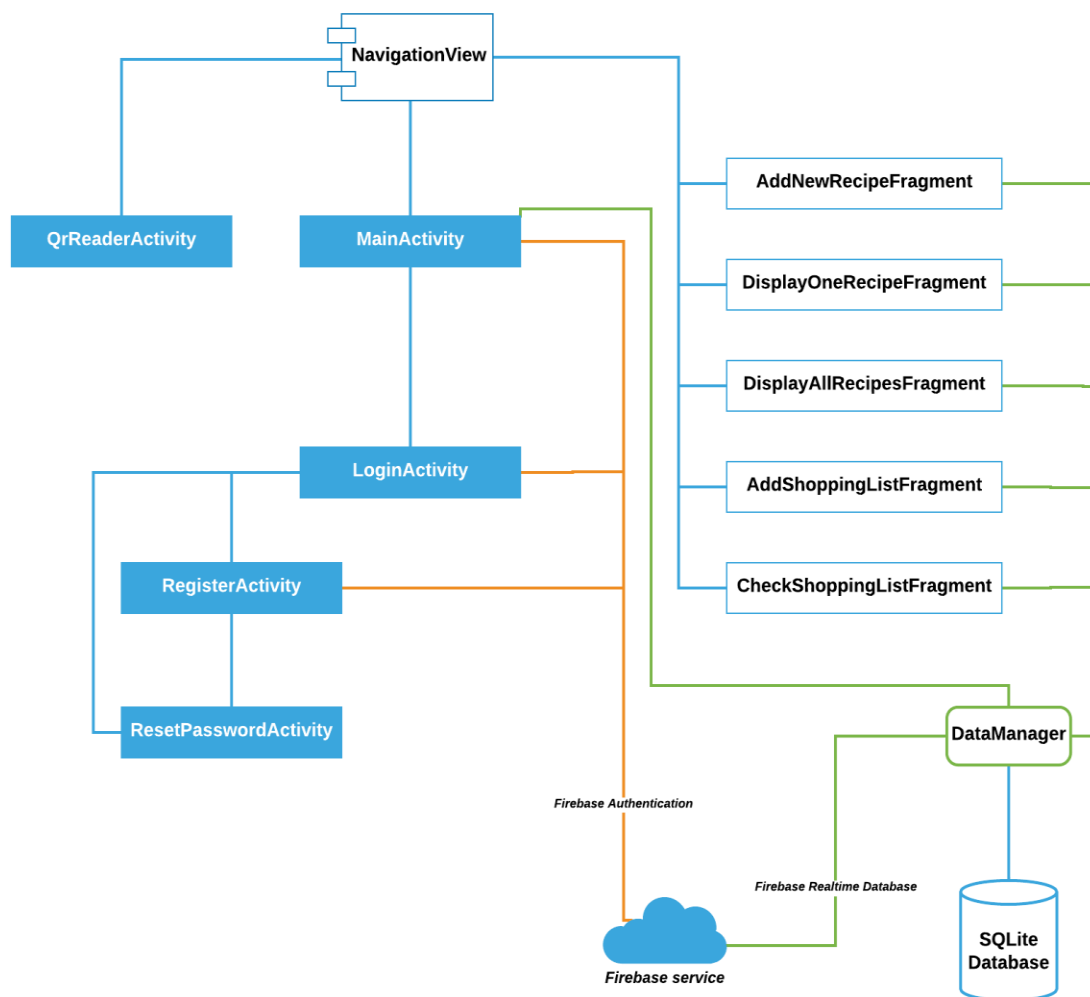 NavigationView
AddNewRecipeFragment
QrReaderActivity
MainActivity
DisplayOneRecipeFragment
DisplayAllRecipesFragment
LoginActivity
AddShoppingListFragment
RegisterActivity
CheckShoppingListFragment
ResetPasswordActivity
DataManager
Firebase Authentication
Firebase Realtime Database
SQLite
Database
Firebase service